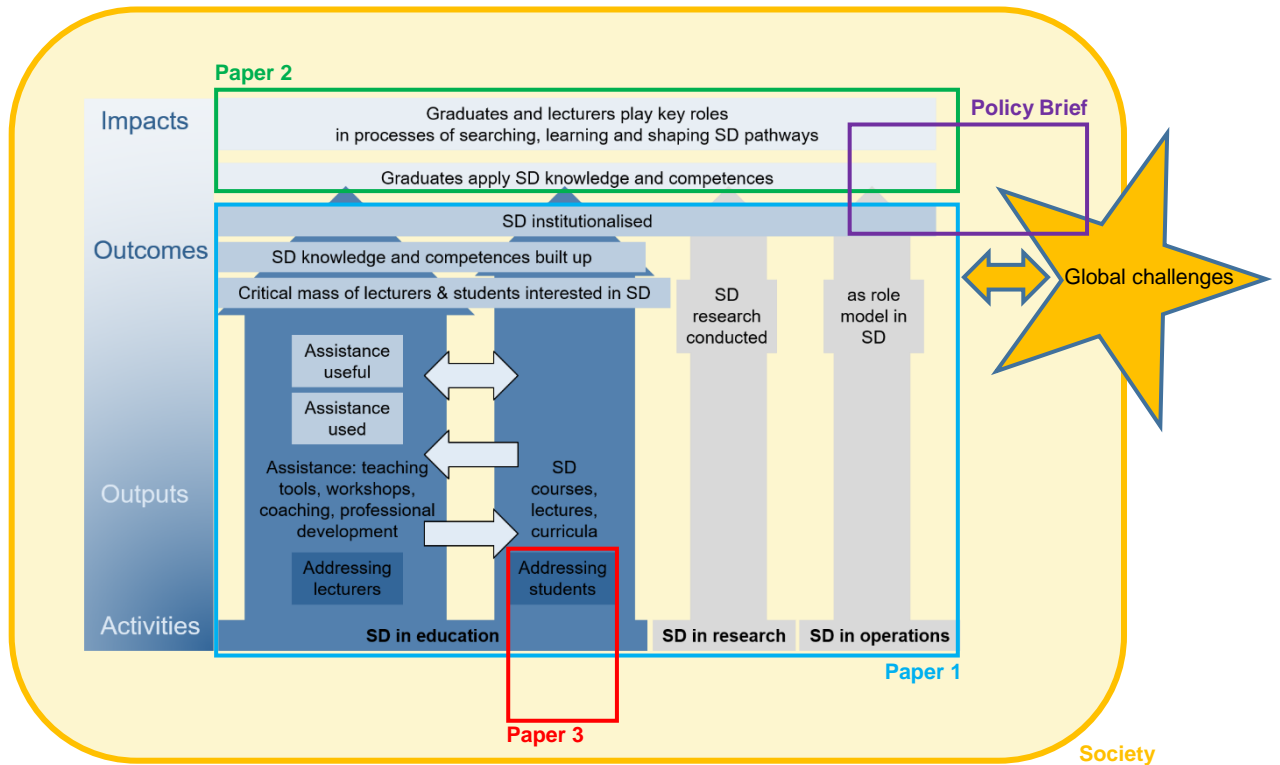 Paper 2
Policy Brief
Impacts
Graduates and lecturers play key roles
in processes of searching, learning and shaping SD pathways
Graduates apply SD knowledge and competences
SD institutionalised
Outcomes
SD knowledge and competences built up
Critical mass of lecturers & students interested in SD
SD
research
conducted
as role
model in
SD
Global challenges
Assistance
useful
Assistance
used
Outputs
Assistance: teaching
tools, workshops,
coaching, professional
development
SD
courses,
lectures,
curricula
Addressing
lecturers
Addressing
students
Activities
SD in education
SD in research
SD in operations
Paper 1
Paper 3
Society